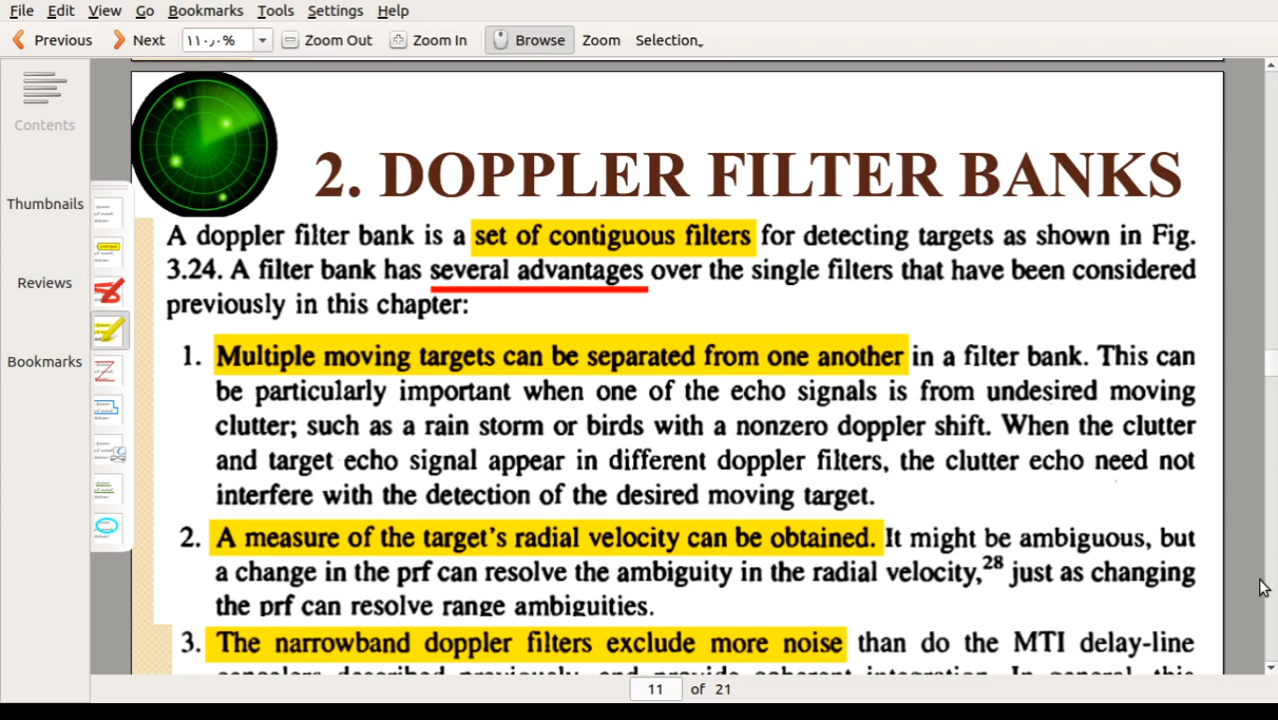 File Edit View Go Bookmarks Tools Settings Help
Previous Next ١١٠٫٠% Zoom Out Zoom In Browse Zoom Selection
Contents
Thumbnails
Reviews
Bookmarks
2. DOPPLER FILTER BANKS
A doppler filter bank is a set of contiguous filters for detecting targets as shown in Fig.
3.24. A filter bank has several advantages over the single filters that have been considered
previously in this chapter:
1. Multiple moving targets can be separated from one another in a filter bank. This can
be particularly important when one of the echo signals is from undesired moving
clutter; such as a rain storm or birds with a nonzero doppler shift. When the clutter
and target echo signal appear in different doppler filters, the clutter echo need not
interfere with the detection of the desired moving target.
2. A measure of the target's radial velocity can be obtained. It might be ambiguous, but
a change in the prf can resolve the ambiguity in the radial velocity,28 just as changing
the prf can resolve range ambiguities.
3. The narrowband doppler filters exclude more noise than do the MTI delay-line
11 of 21